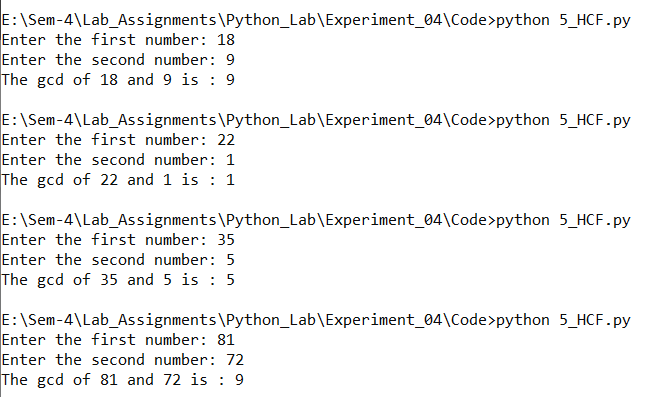 E:\Sem-4\Lab_Assignments\Python_Lab\Experiment_04\Code>python 5_HCF.py
Enter the first number: 18
Enter the second number: 9
The gcd of 18 and 9 is : 9
E:\Sem-4\Lab_Assignments\Python_Lab\Experiment_04\Code>python 5_HCF.py
Enter the first number: 22
Enter the second number: 1
The gcd of 22 and 1 is : 1
E:\Sem-4\Lab_Assignments\Python_Lab\Experiment_04\Code>python 5_HCF.py
Enter the first number: 35
Enter the second number: 5
The gcd of 35 and 5 is : 5
E:\Sem-4\Lab_Assignments\Python_Lab\Experiment_04\Code>python 5_HCF.py
Enter the first number: 81
Enter the second number: 72
The gcd of 81 and 72 is : 9